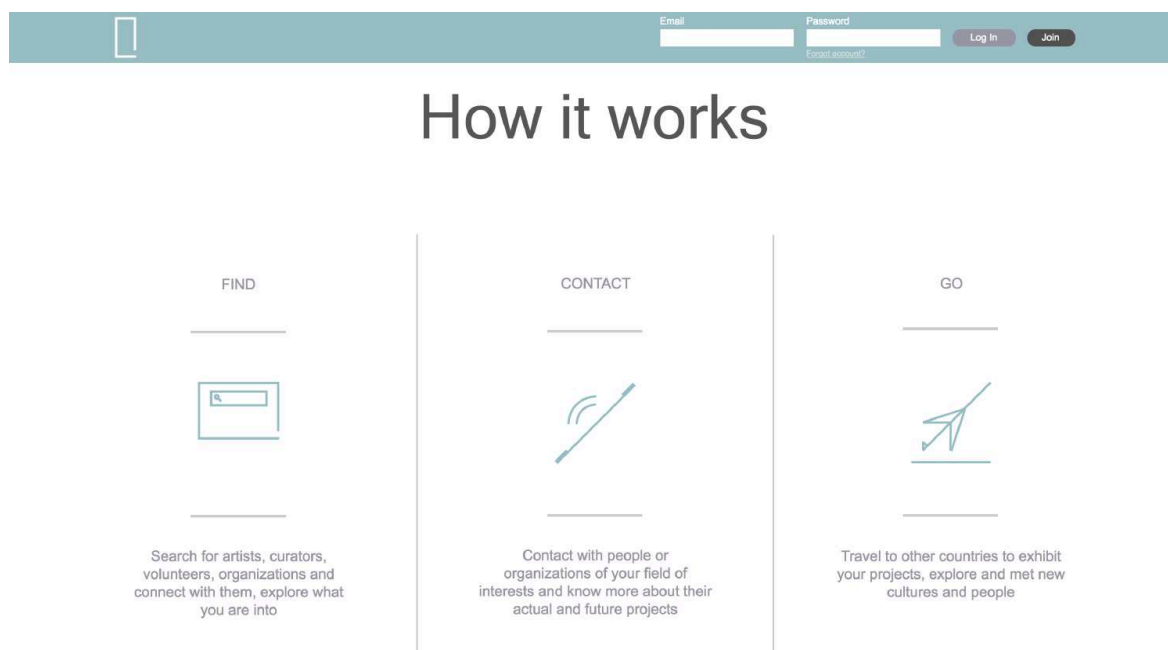 Email
Password
Log In
Join
Forgot account?
How it works
FIND
Search for artists, curators,
volunteers, organizations and
connect with them, explore what
you are into
CONTACT
Contact with people or
organizations of your field of
interests and know more about their
actual and future projects
GO
Travel to other countries to exhibit
your projects, explore and met new
cultures and people